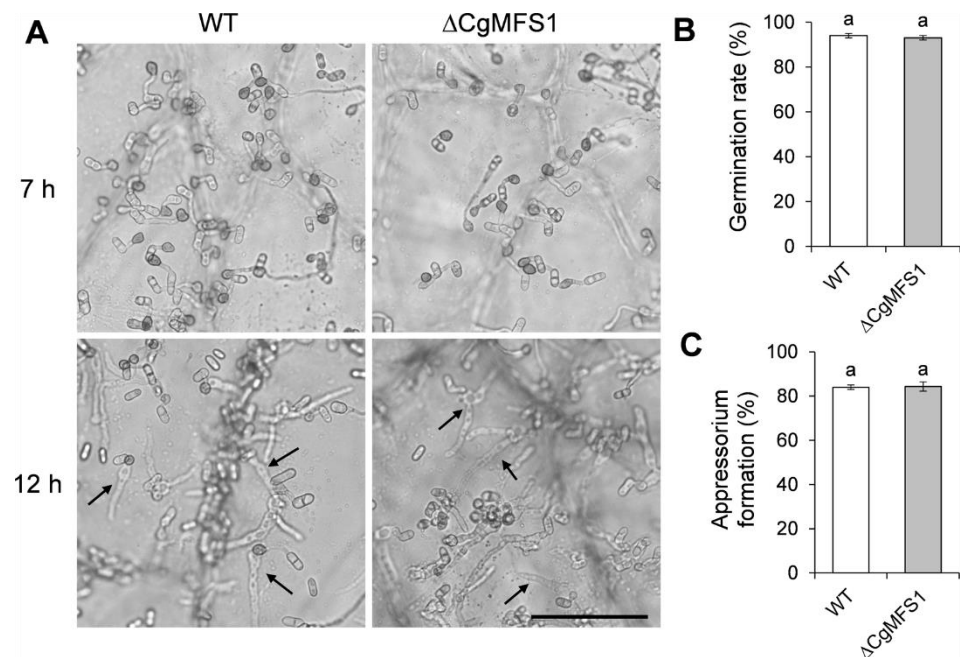 A
WT
ΔCgMFS1
7 h
12 h
B
Germination rate (%)
100
80
60
40
20
0
a
a
WT
ΔCgMFS1
C
Appressorium
formation (%)
100
80
60
40
20
0
a
a
WT
ΔCgMFS1